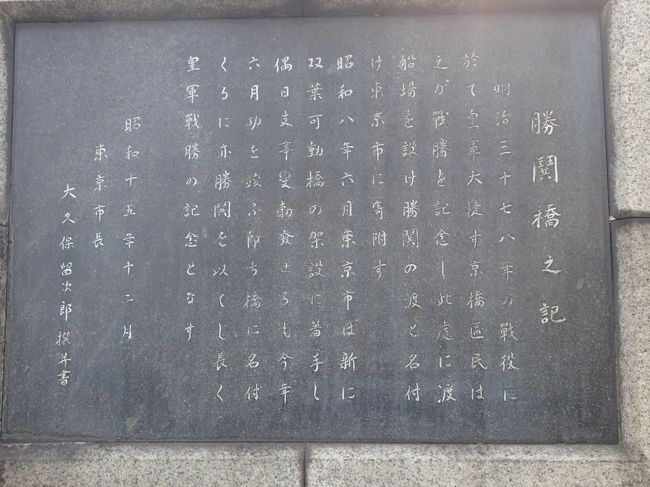 勝鬨橋之記
明治三十七八年の戦役に
於て皇軍大捷す京橋區民は
之が戦勝を記念し此處に渡
船場を設け勝鬨の渡と名付
け東京市に寄附す
昭和八年六月東京市は新に
双葉可動橋の架設に着手し
偶日支事變勃發せるも今年
六月功を竣ふ即ち橋に名付
くるに亦勝鬨を以てし長く
皇軍戦勝の記念となす
昭和十五年十二月
東京市長
大久保留次郎撰并書